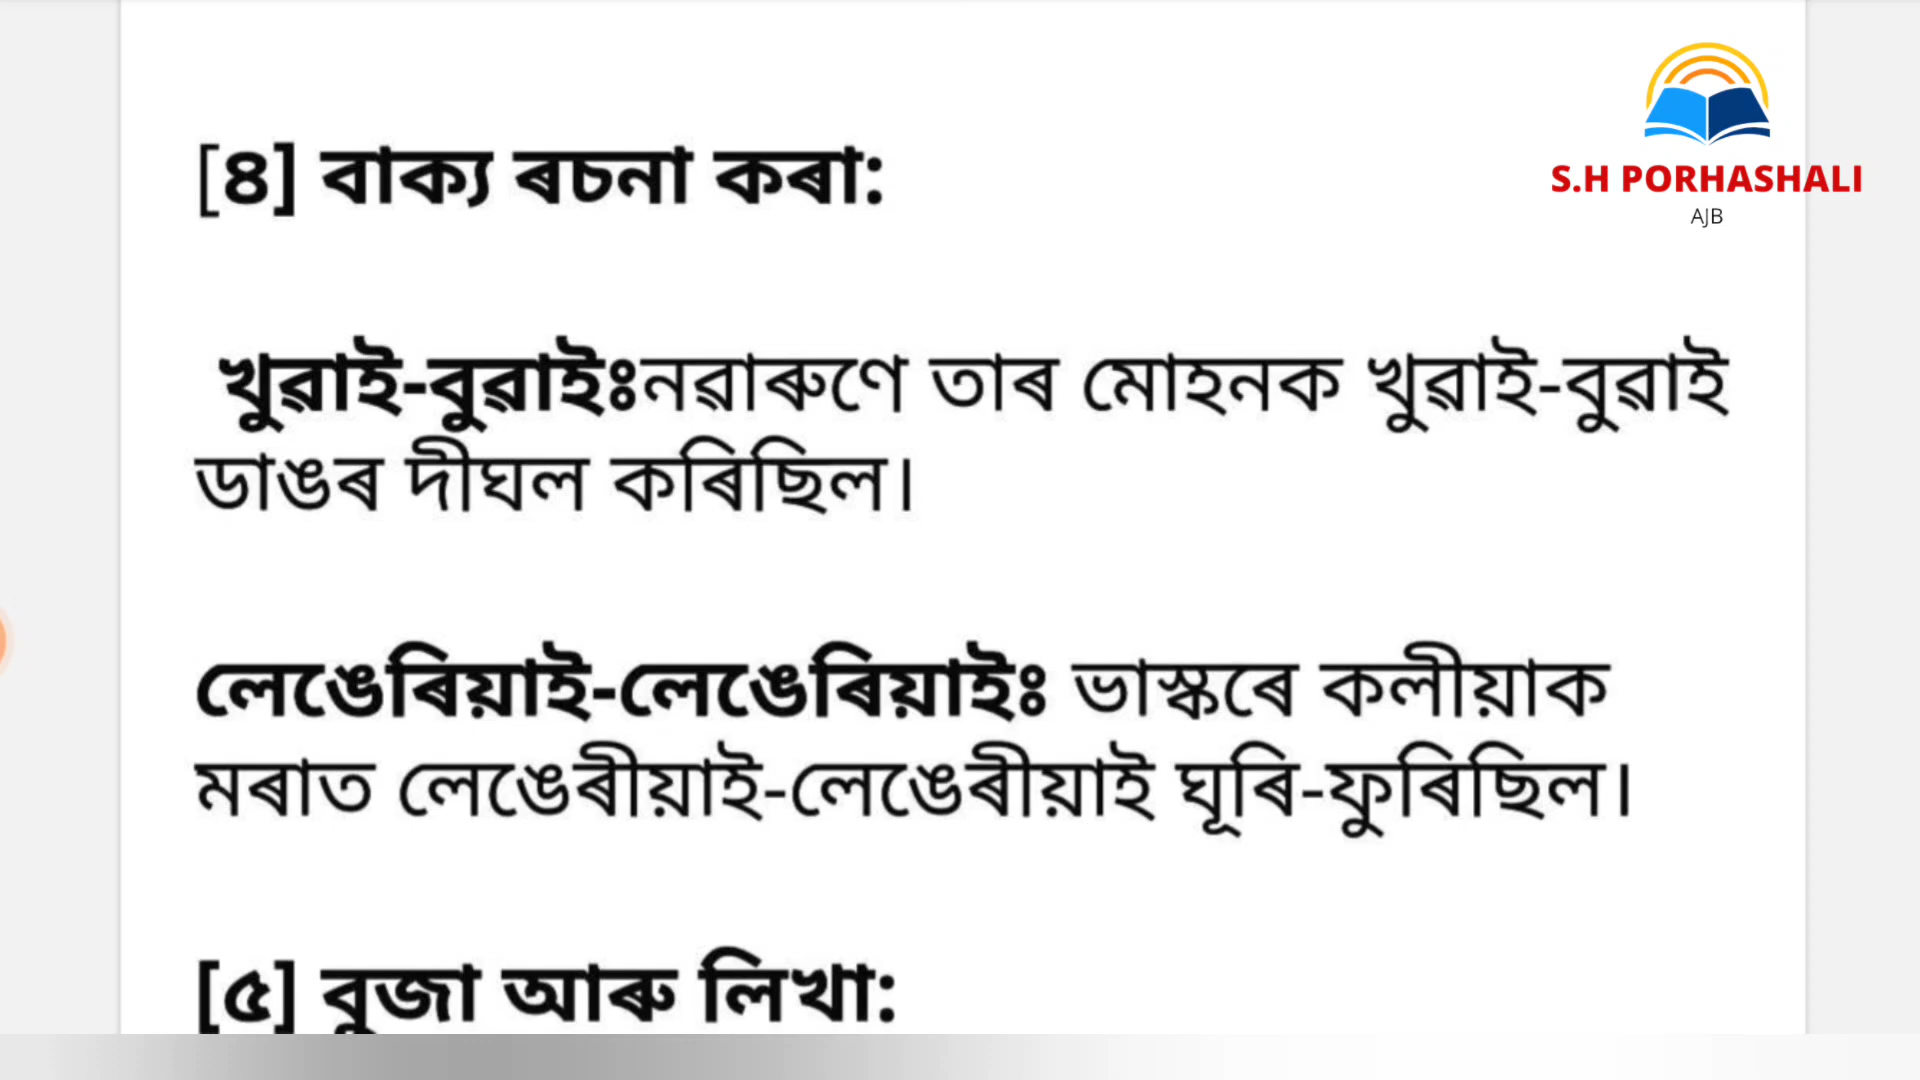 S.H PORHASHALI
AJB
[৪] বাক্য ৰচনা কৰা:
খুৱাই-বুৱাইঃনৱাৰুণে তাৰ মোহনক খুৱাই-বুৱাই
ডাঙৰ দীঘল কৰিছিল।
লেঙেৰিয়াই-লেঙেৰিয়াইঃ ভাস্কৰে কলীয়াক
মৰাত লেঙেৰীয়াই-লেঙেৰীয়াই ঘূৰি-ফুৰিছিল।
[৫] বুজা আৰু লিখা: